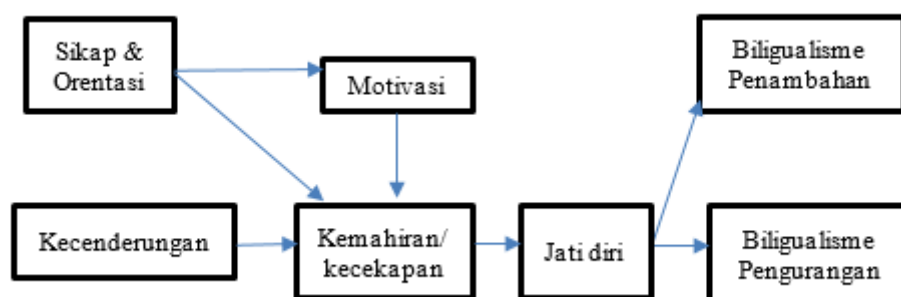 Sikap &
Orentasi
Motivasi
Biligualisme
Penambahan
Kecenderungan
Kemahiran/
kecekapan
Jati diri
Biligualisme
Pengurangan